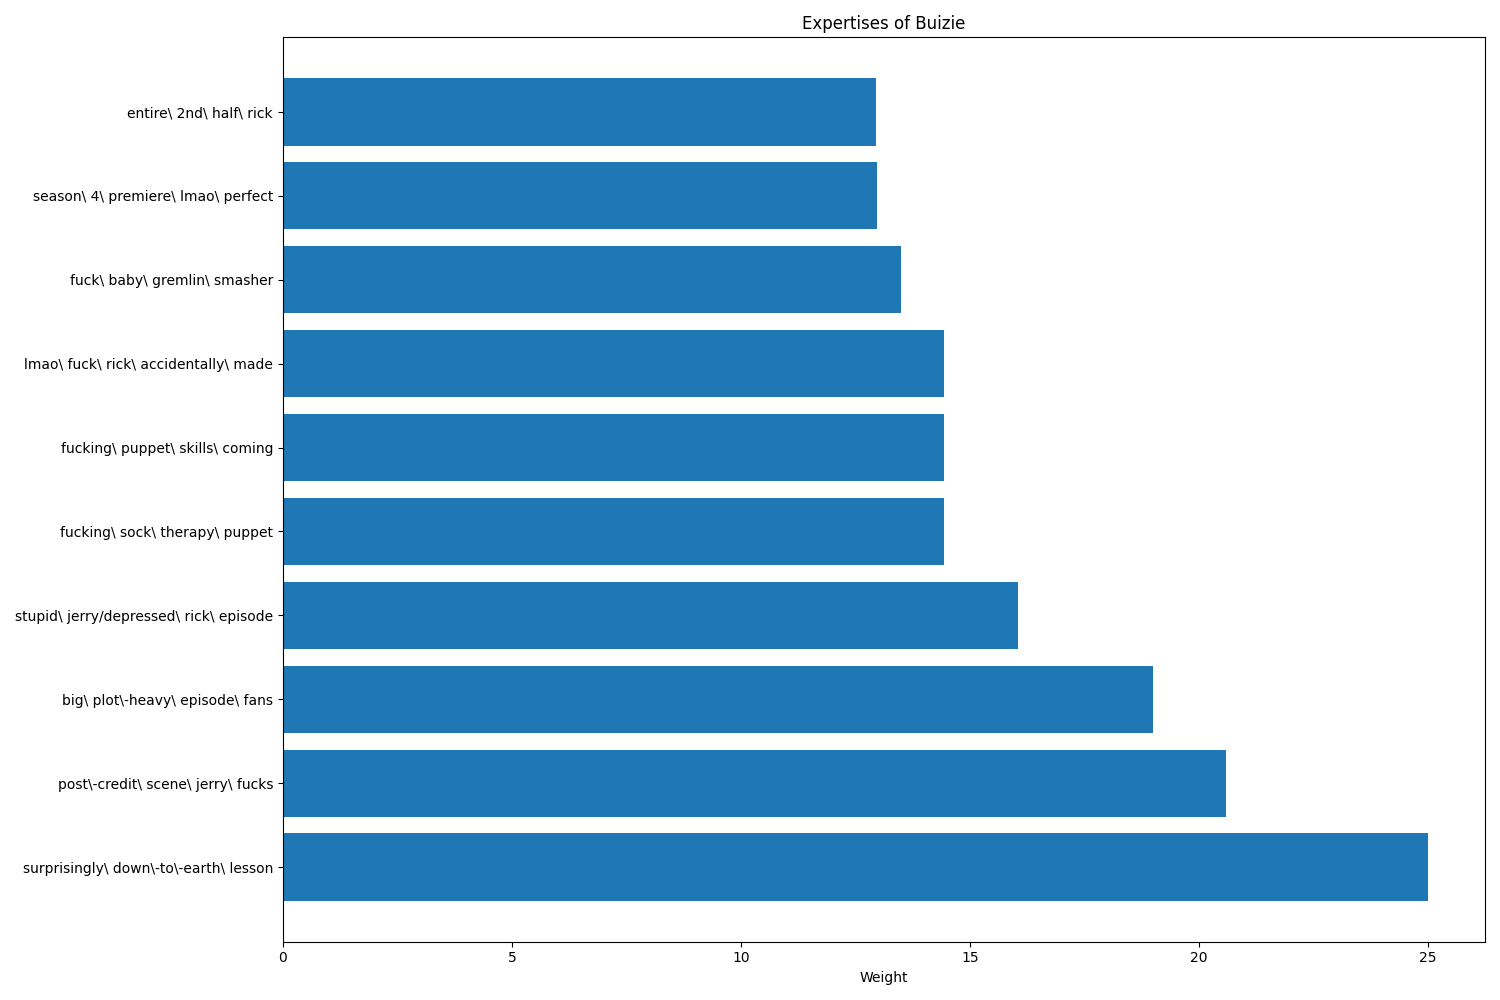 Expertises of Buizie
entire\ 2nd\ half\ rick
season\ 4\ premiere\ lmao\ perfect
fuck\ baby\ gremlin\ smasher
lmao\ fuck\ rick\ accidentally\ made
fucking\ puppet\ skills\ coming
fucking\ sock\ therapy\ puppet
stupid\ jerry/depressed\ rick\ episode
big\ plot\-heavy\ episode\ fans
post\-credit\ scene\ jerry\ fucks
surprisingly\ down\-to\-earth\ lesson
0 5 10 15 20 25
Weight